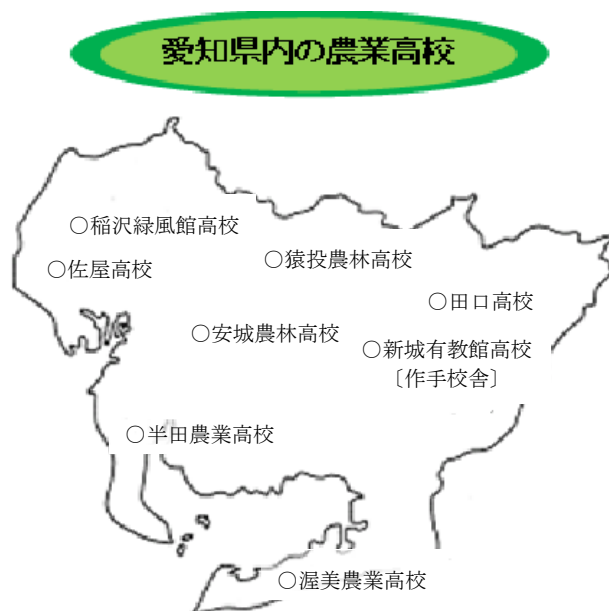 愛知県内の農業高校
○稲沢緑風館高校
○猿投農林高校
○佐屋高校
○田口高校
○安城農林高校
○新城有教館高校
〔作手校舎〕
○半田農業高校
○渥美農業高校